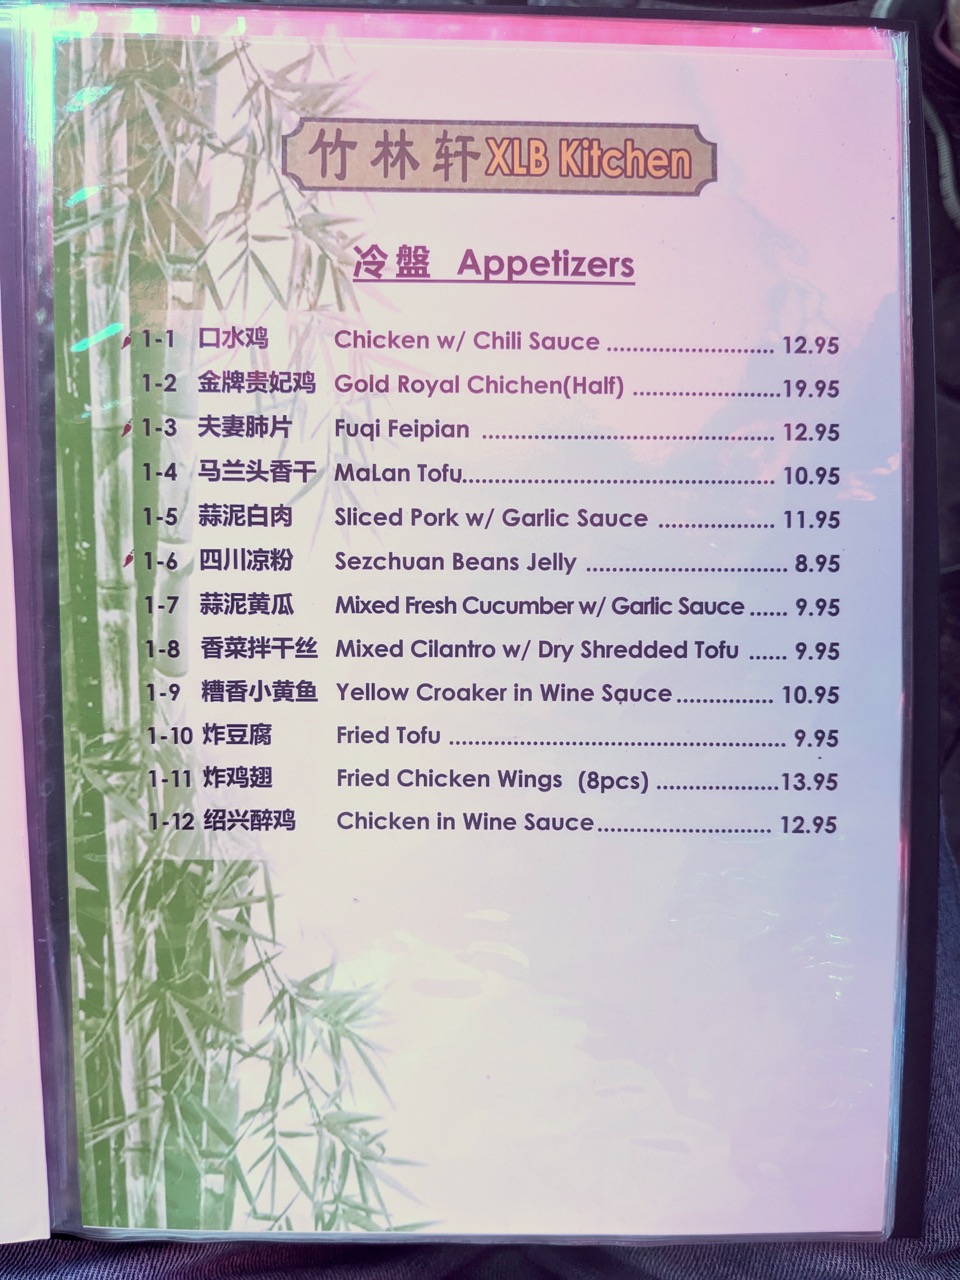 竹林轩 XLB Kitchen
冷盤 Appetizers
1-1 口水鸡 Chicken w/ Chili Sauce ........................... 12.95
1-2 金牌贵妃鸡 Gold Royal Chichen(Half) ........................19.95
1-3 夫妻肺片 Fuqi Feipian ............................................... 12.95
1-4 马兰头香干 MaLan Tofu.................................................. 10.95
1-5 蒜泥白肉 Sliced Pork w/ Garlic Sauce ................... 11.95
1-6 四川凉粉 Sezchuan Beans Jelly ................................. 8.95
1-7 蒜泥黄瓜 Mixed Fresh Cucumber w/ Garlic Sauce ...... 9.95
1-8 香菜拌干丝 Mixed Cilantro w/ Dry Shredded Tofu ...... 9.95
1-9 糟香小黄鱼 Yellow Croaker in Wine Sauce ................ 10.95
1-10 炸豆腐 Fried Tofu ...................................................... 9.95
1-11 炸鸡翅 Fried Chicken Wings (8pcs) ....................13.95
1-12 绍兴醉鸡 Chicken in Wine Sauce............................ 12.95